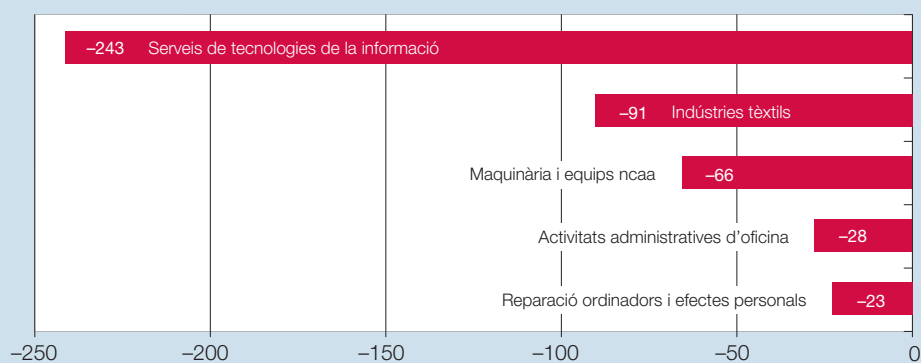 –243 Serveis de tecnologies de la informació
–91 Indústries tèxtils
Maquinària i equips ncaa –66
Activitats administratives d’oficina –28
Reparació ordinadors i efectes personals –23
–250 –200 –150 –100 –50 0